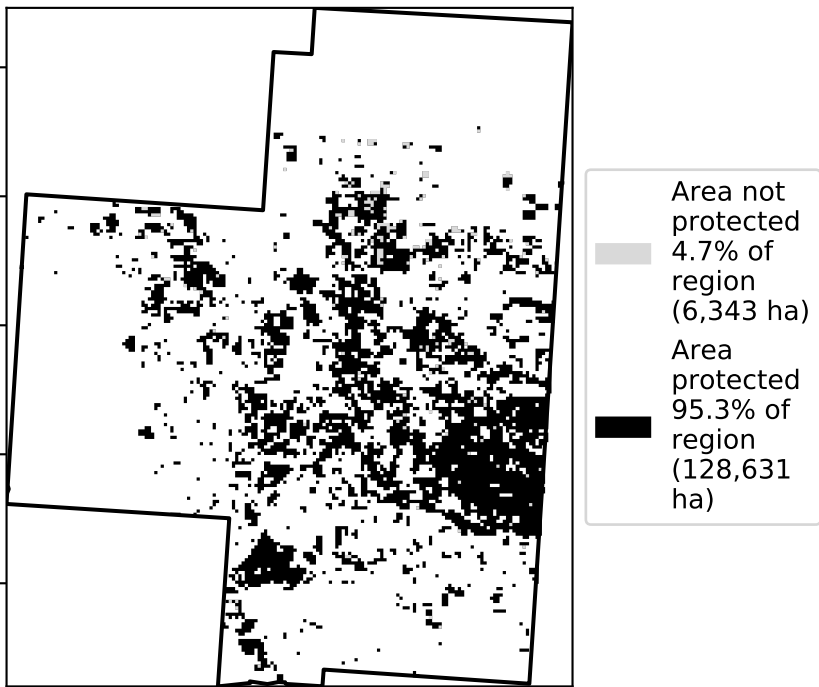 Area not
protected
4.7% of
region
(6,343 ha)
Area
protected
95.3% of
region
(128,631
ha)